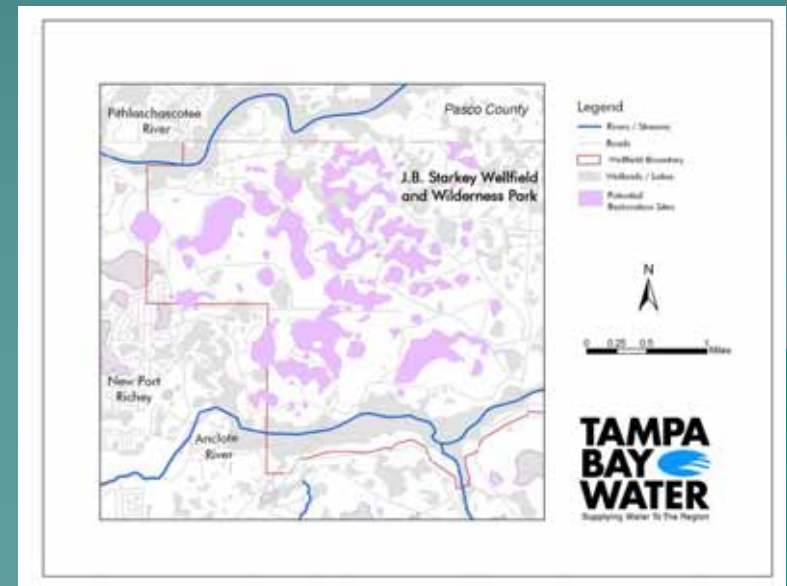 Pithlaschascotee
River
Pasco County
J.B. Starkey Wellfield
and Wilderness Park
New Port
Richey
Anclote
River
Legend
Rivers / Streams
Roads
Wellfield Boundary
Wetlands / Lakes
Potential
Restoration Sites
N
0 0.25 0.5 1
Miles
TAMPA
BAY
WATER
Supplying Water To The Region